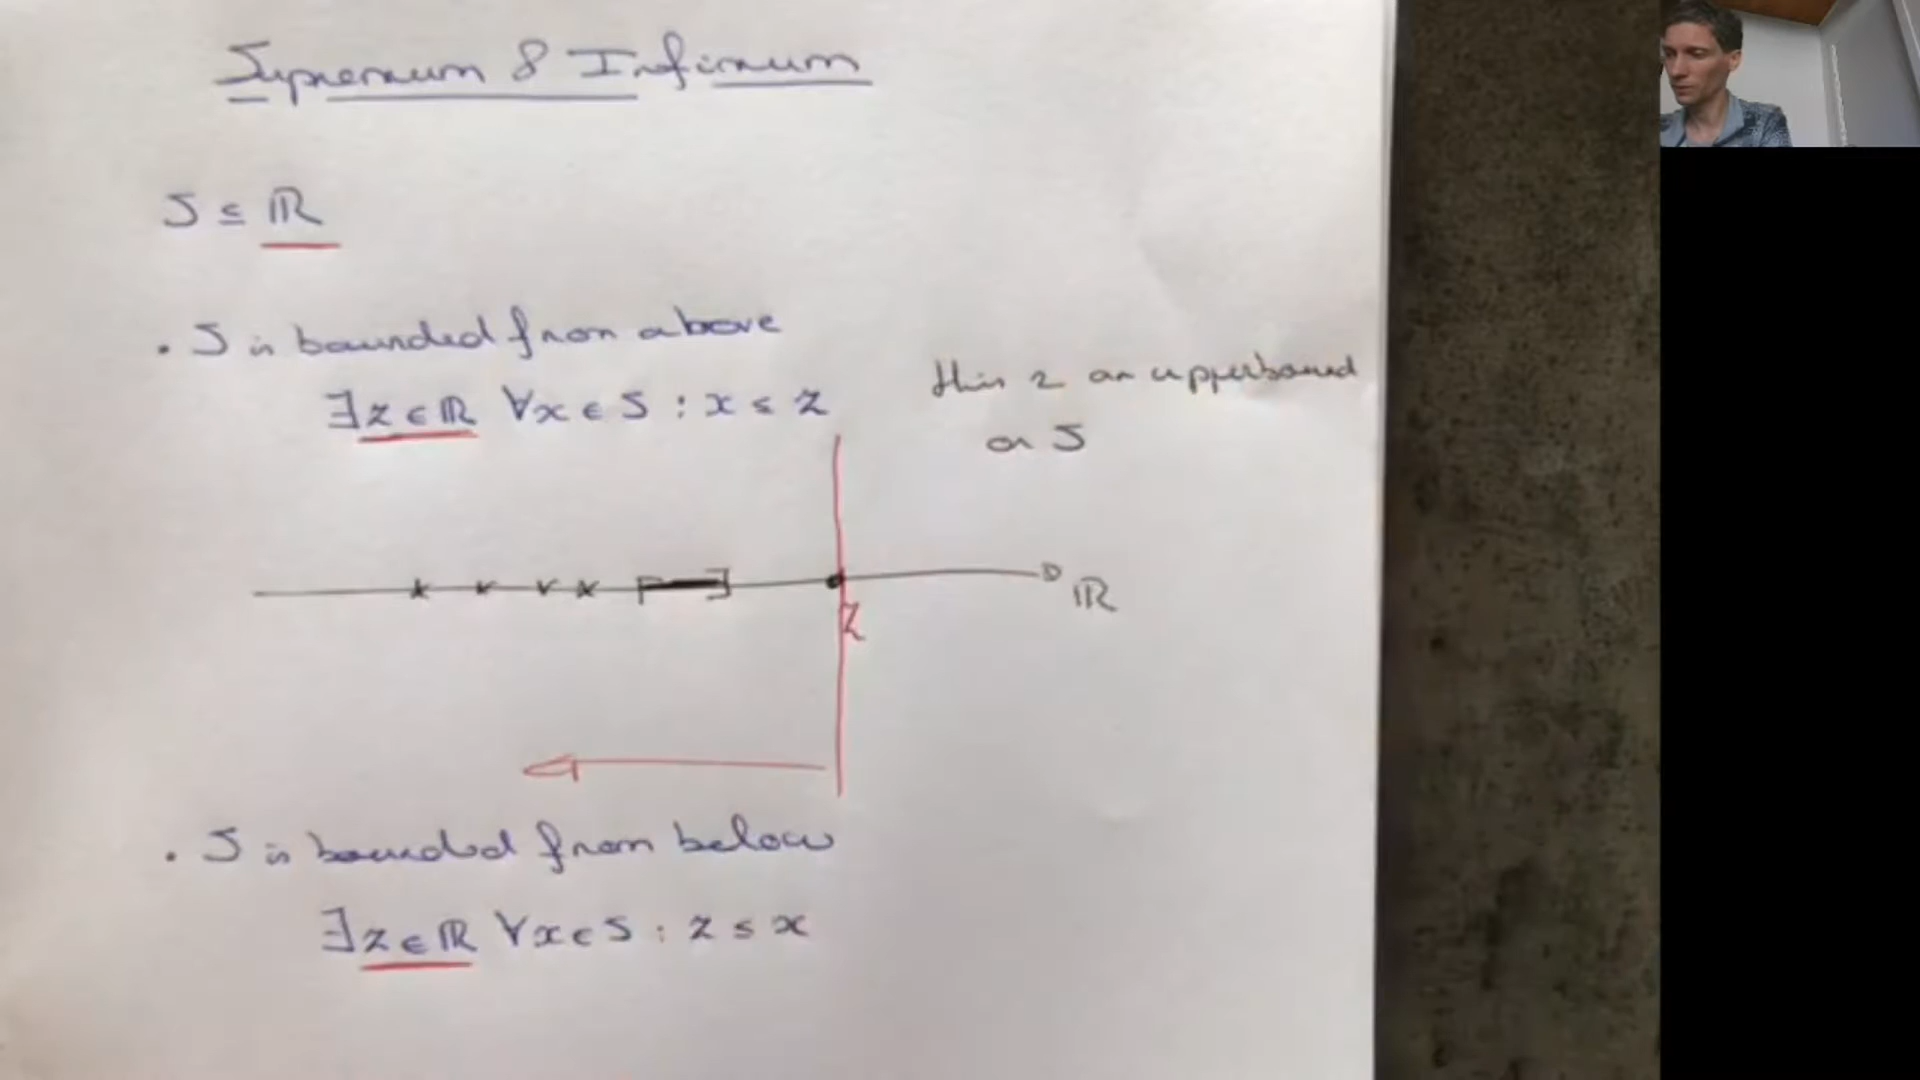 Supremum & Infimum
S ⊆ ℝ
• S is bounded from above
∃z ∈ ℝ ∀x ∈ S : x ≤ z
this z an upperbound
on S
z
ℝ
• S is bounded from below
∃z ∈ ℝ ∀x ∈ S : z ≤ x